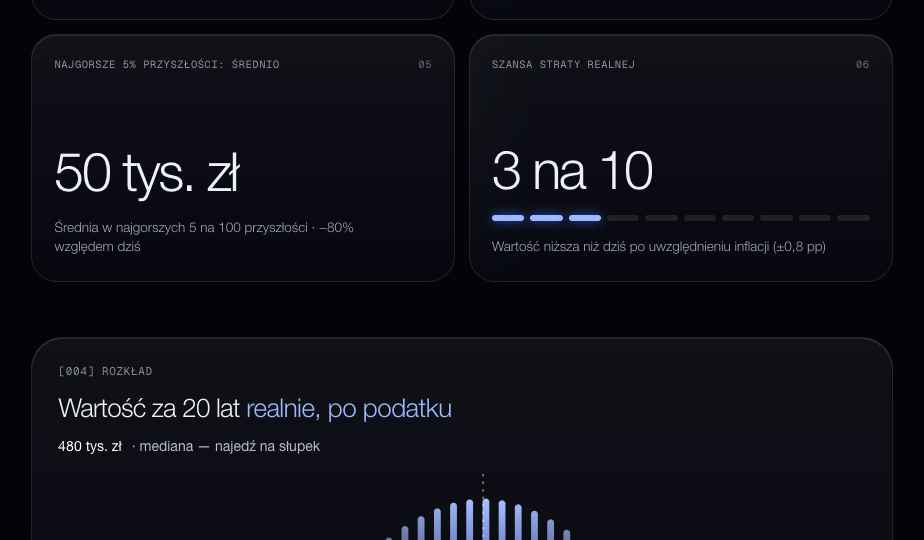 NAJGORSZE 5% PRZYSZŁOŚCI: ŚREDNIO
05
50 tys. zł
Średnia w najgorszych 5 na 100 przyszłości · −80%
względem dziś
SZANSA STRATY REALNEJ
06
3 na 10
Wartość niższa niż dziś po uwzględnieniu inflacji (±0,8 pp)
[004] ROZKŁAD
Wartość za 20 lat realnie, po podatku
480 tys. zł · mediana — najedź na słupek